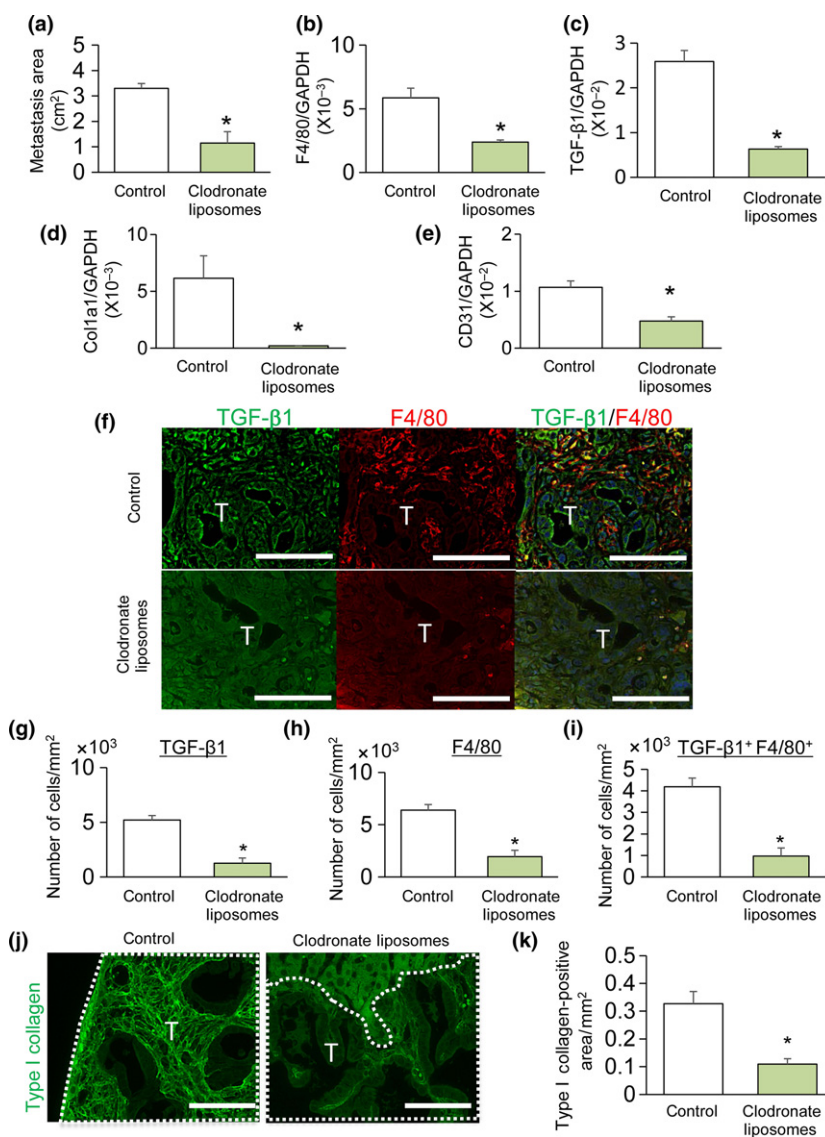 (a)
Metastasis area
(cm²)
5
4
3
2
1
0
*
Control
Clodronate
liposomes
(b)
F4/80/GAPDH
(X10⁻³)
10
5
0
*
Control
Clodronate
liposomes
(c)
TGF-β1/GAPDH
(X10⁻²)
3
2
1
0
*
Control
Clodronate
liposomes
(d)
Col1a1/GAPDH
(X10⁻³)
10
5
0
*
Control
Clodronate
liposomes
(e)
CD31/GAPDH
(X10⁻²)
2
1
0
*
Control
Clodronate
liposomes
(f)
TGF-β1
F4/80
TGF-β1/F4/80
Control
T
T
T
Clodronate
liposomes
T
T
T
(g)
×10³
TGF-β1
Number of cells/mm²
10
5
0
*
Control
Clodronate
liposomes
(h)
×10³
F4/80
Number of cells/mm²
10
5
0
*
Control
Clodronate
liposomes
(i)
×10³
TGF-β1⁺ F4/80⁺
Number of cells/mm²
5
4
3
2
1
0
*
Control
Clodronate
liposomes
(j)
Control
Clodronate liposomes
Type I collagen
T
T
(k)
Type I collagen-positive
area/mm²
0.5
0.4
0.3
0.2
0.1
0
*
Control
Clodronate
liposomes